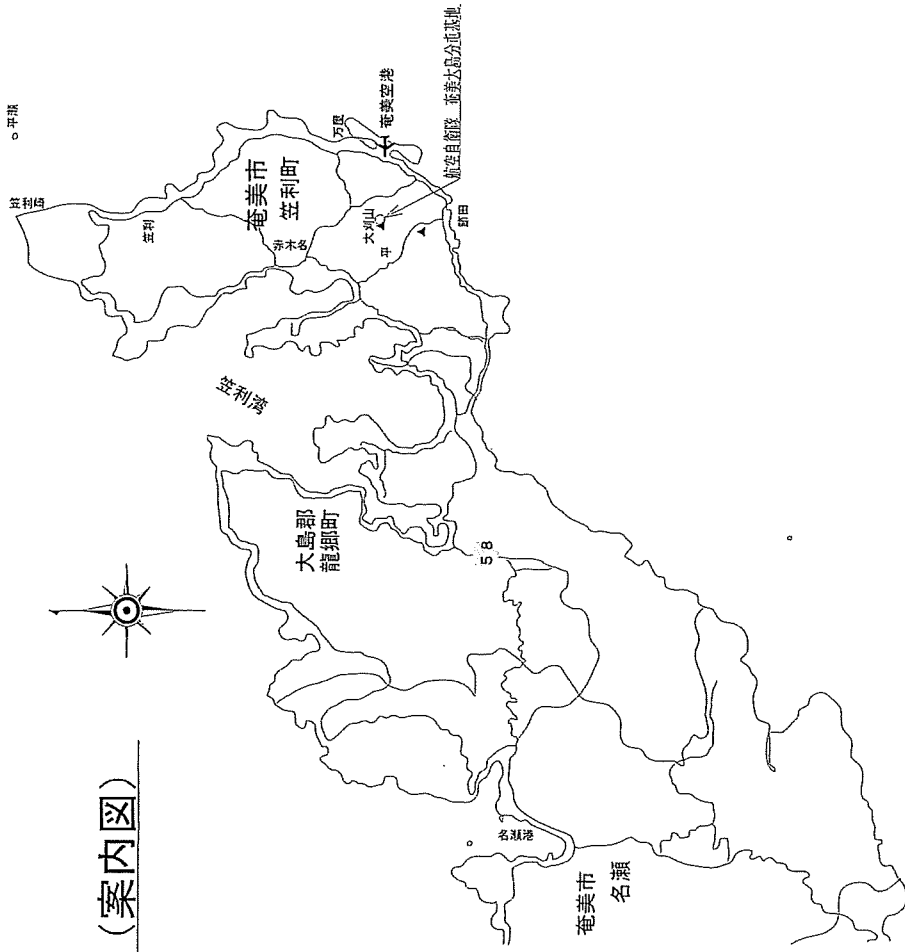 (案内図)
平瀬
笠利崎
笠利
奄美市
笠利町
万屋
奄美空港
赤木名
大刈山
平
節田
航空自衛隊 奄美大島分屯基地
笠利湾
大島郡
龍郷町
58
名瀬港
奄美市
名瀬